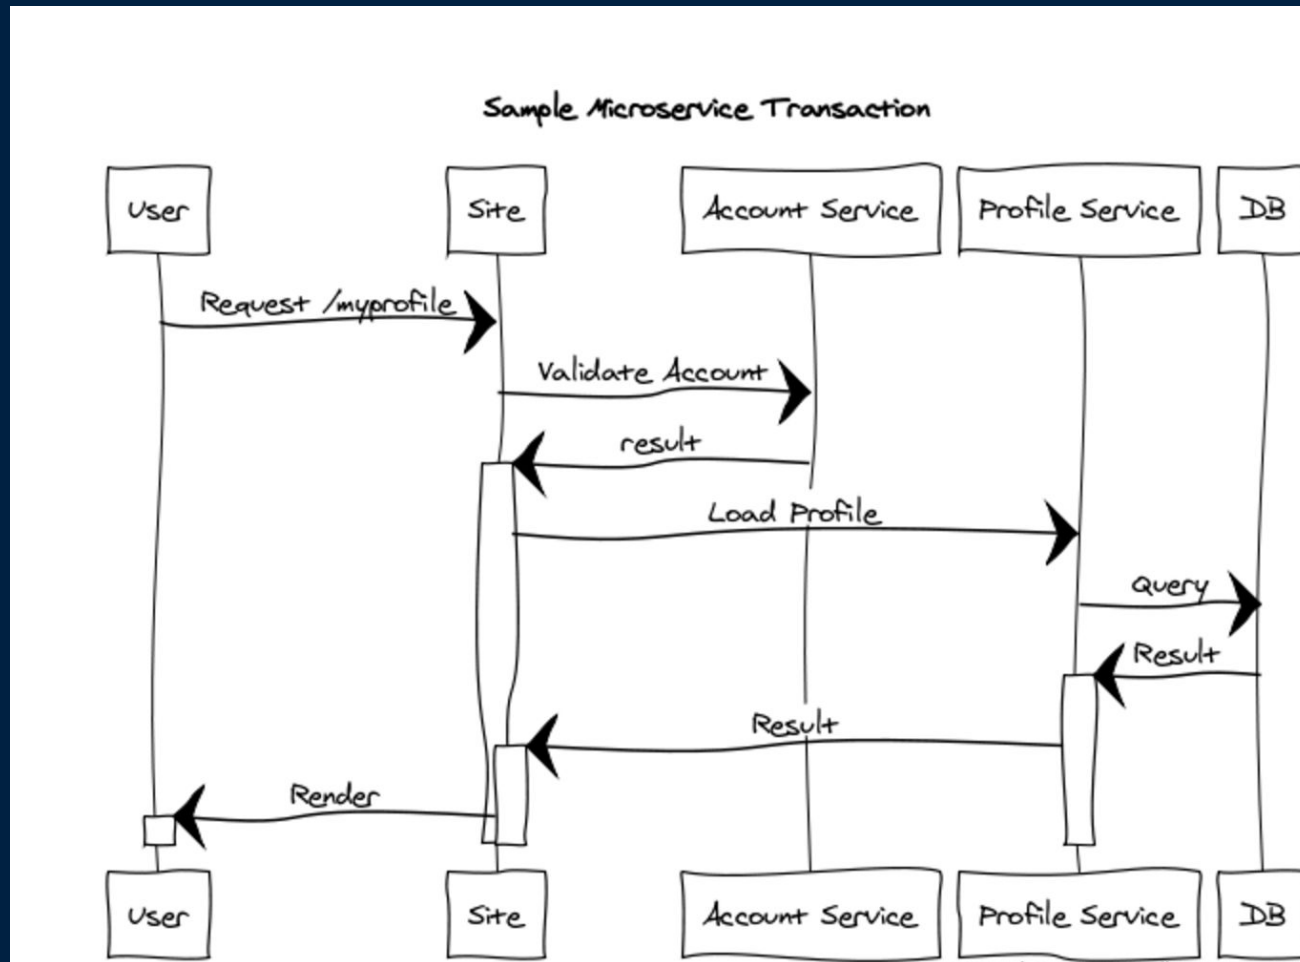 Sample Microservice Transaction
User
Site
Account Service
Profile Service
DB
Request /myprofile
Validate Account
result
Load Profile
Query
Result
Result
Render
User
Site
Account Service
Profile Service
DB